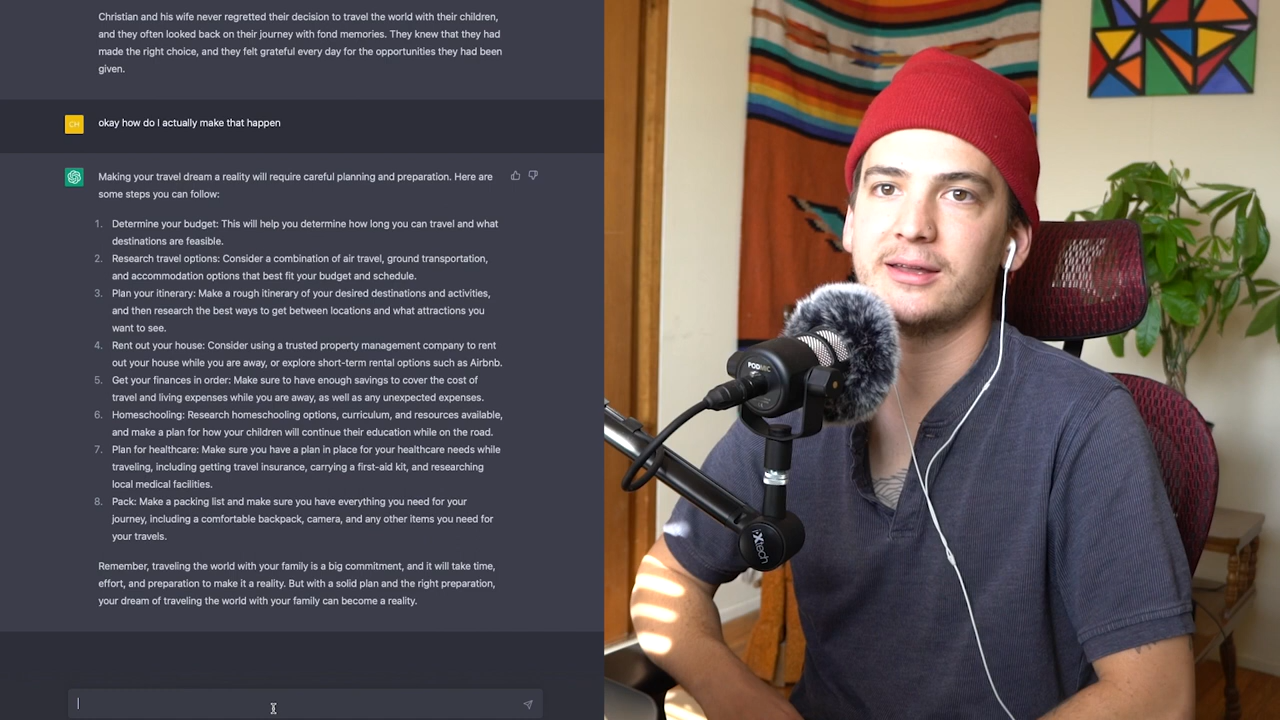 Christian and his wife never regretted their decision to travel the world with their children,
and they often looked back on their journey with fond memories. They knew that they had
made the right choice, and they felt grateful every day for the opportunities they had been
given.
CH
okay how do I actually make that happen
Making your travel dream a reality will require careful planning and preparation. Here are
some steps you can follow:
1. Determine your budget: This will help you determine how long you can travel and what
destinations are feasible.
2. Research travel options: Consider a combination of air travel, ground transportation,
and accommodation options that best fit your budget and schedule.
3. Plan your itinerary: Make a rough itinerary of your desired destinations and activities,
and then research the best ways to get between locations and what attractions you
want to see.
4. Rent out your house: Consider using a trusted property management company to rent
out your house while you are away, or explore short-term rental options such as Airbnb.
5. Get your finances in order: Make sure to have enough savings to cover the cost of
travel and living expenses while you are away, as well as any unexpected expenses.
6. Homeschooling: Research homeschooling options, curriculum, and resources available,
and make a plan for how your children will continue their education while on the road.
7. Plan for healthcare: Make sure you have a plan in place for your healthcare needs while
traveling, including getting travel insurance, carrying a first-aid kit, and researching
local medical facilities.
8. Pack: Make a packing list and make sure you have everything you need for your
journey, including a comfortable backpack, camera, and any other items you need for
your travels.
Remember, traveling the world with your family is a big commitment, and it will take time,
effort, and preparation to make it a reality. But with a solid plan and the right preparation,
your dream of traveling the world with your family can become a reality.
PODMIC